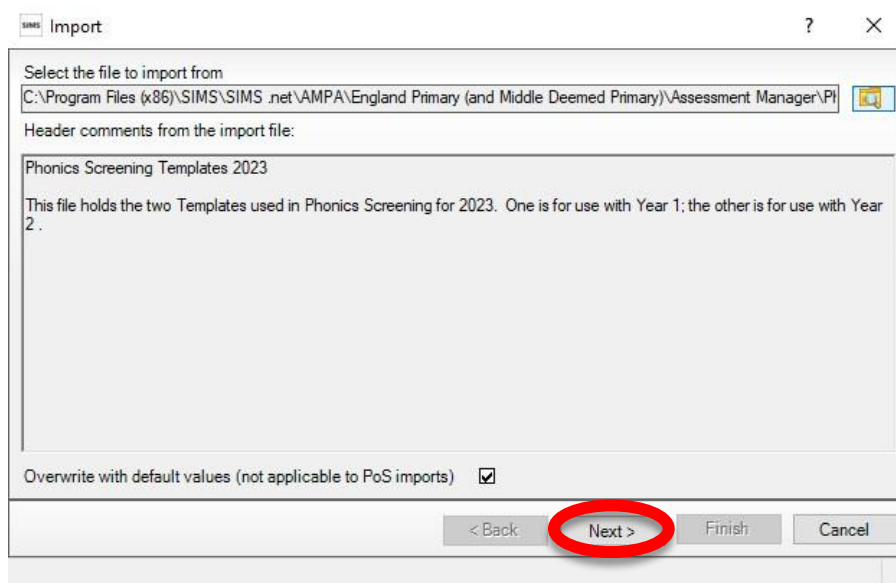 SIMS Import ?
Select the file to import from
C:\Program Files (x86)\SIMS\SIMS .net\AMPA\England Primary (and Middle Deemed Primary)\Assessment Manager\Ph
Header comments from the import file:
Phonics Screening Templates 2023
This file holds the two Templates used in Phonics Screening for 2023. One is for use with Year 1; the other is for use with Year
2 .
Overwrite with default values (not applicable to PoS imports)
< Back Next > Finish Cancel